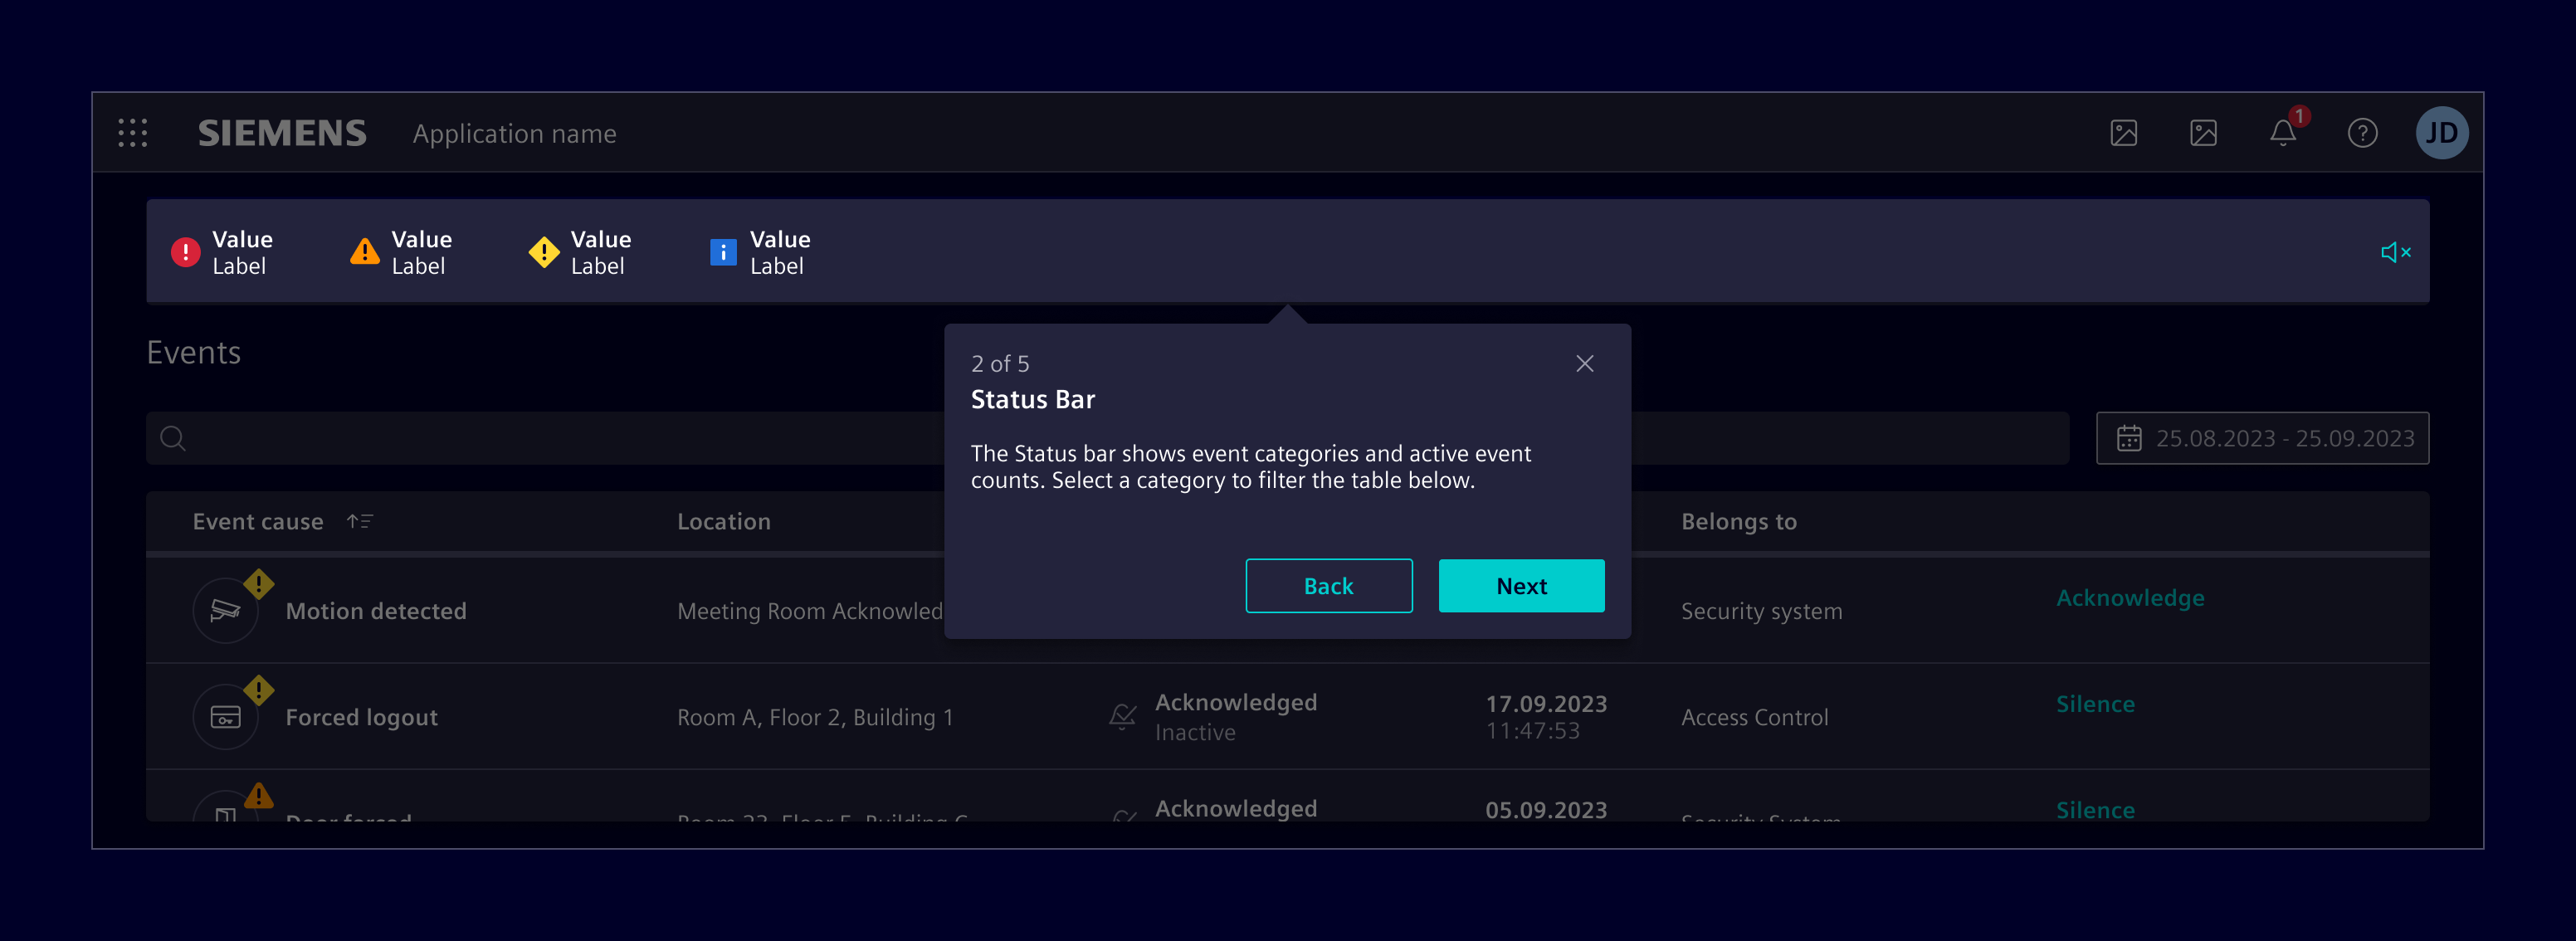 SIEMENS Application name 1 JD
Value Value Value Value
Label Label Label Label
Events
2 of 5
Status Bar
The Status bar shows event categories and active event
counts. Select a category to filter the table below.
Back Next
25.08.2023 - 25.09.2023
Event cause Location Belongs to
Motion detected Meeting Room Acknowled Security system Acknowledge
Forced logout Room A, Floor 2, Building 1 Acknowledged 17.09.2023 Access Control Silence
Inactive 11:47:53
Door forced Acknowledged 05.09.2023 Security System Silence